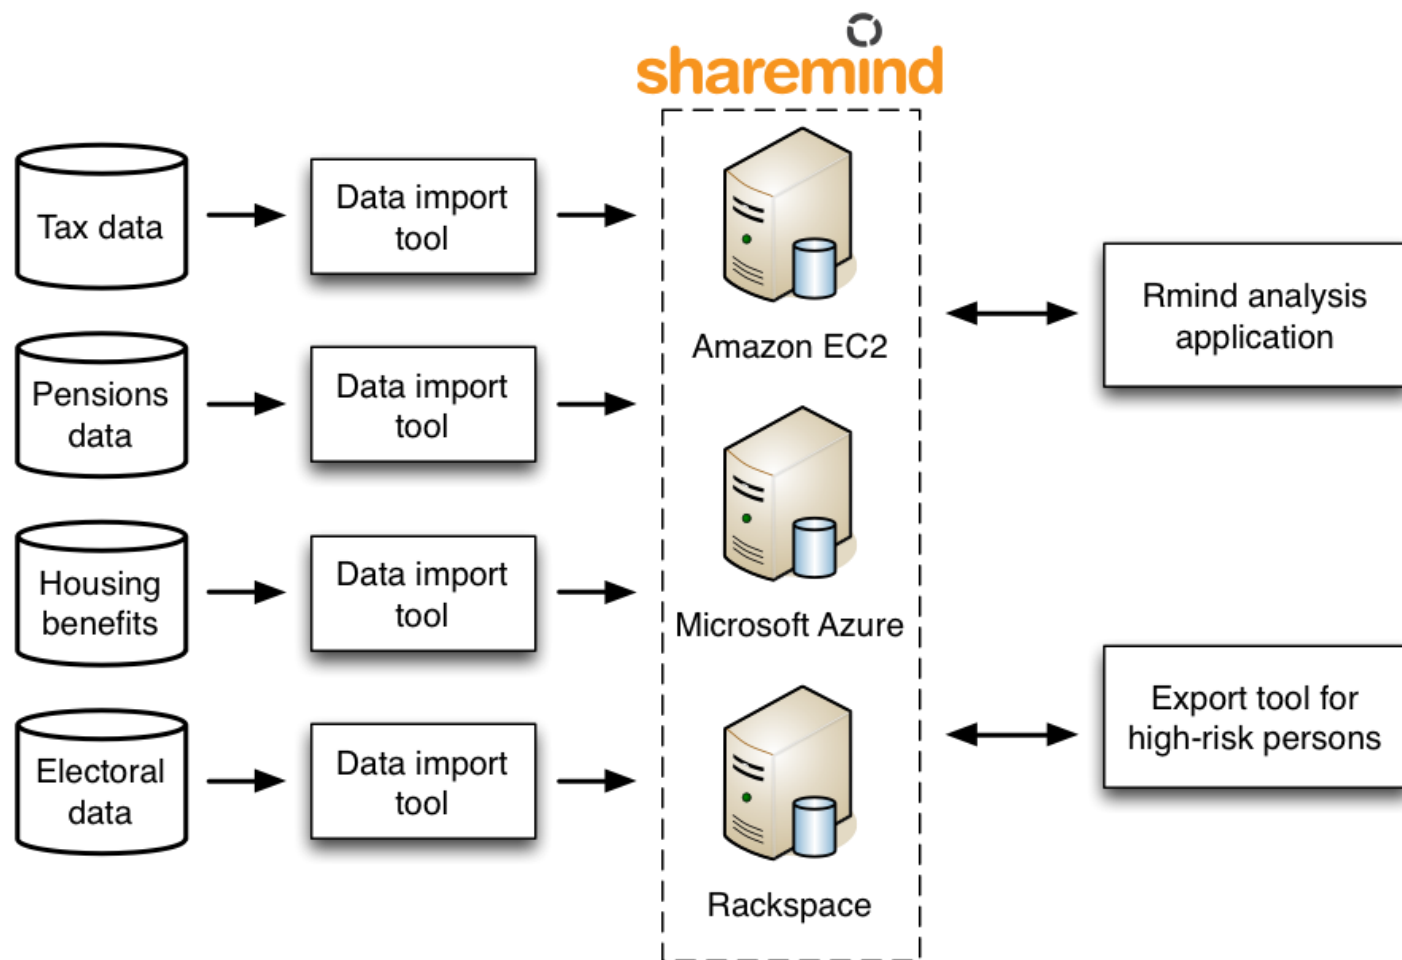 sharemind
Tax data
Data import
tool
Amazon EC2
Rmind analysis
application
Pensions
data
Data import
tool
Microsoft Azure
Housing
benefits
Data import
tool
Export tool for
high-risk persons
Electoral
data
Data import
tool
Rackspace